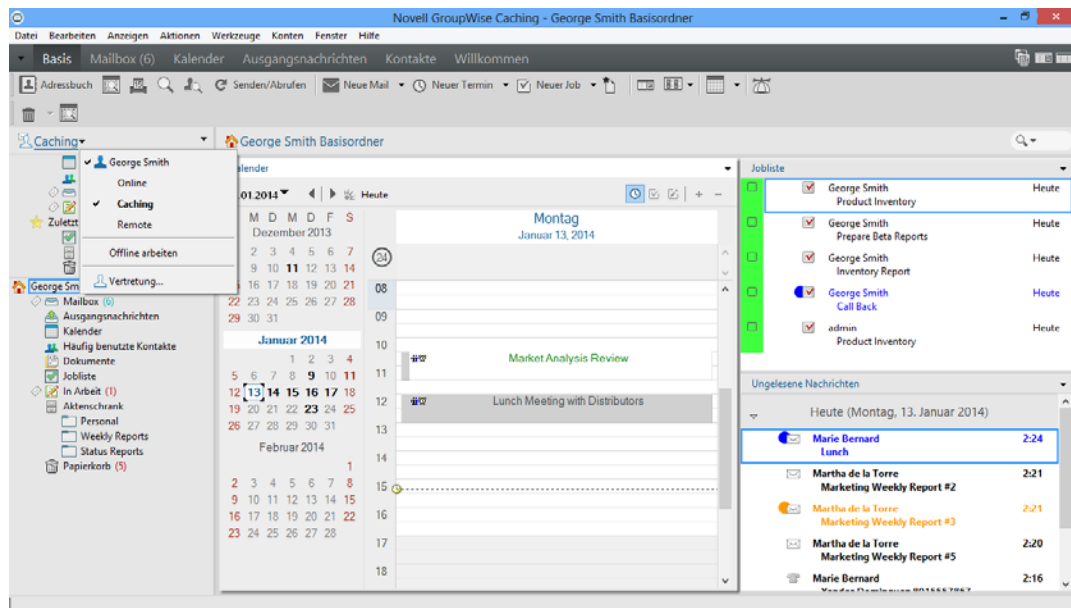 Novell GroupWise Caching - George Smith Basisordner
Datei Bearbeiten Anzeigen Aktionen Werkzeuge Konten Fenster Hilfe
Basis Mailbox (6) Kalender Ausgangsnachrichten Kontakte Willkommen
Adressbuch Senden/Abrufen Neue Mail Neuer Termin Neuer Job
Caching
George Smith
Online
Caching
Remote
Offline arbeiten
Vertretung...
Zuletzt
George Sm
Mailbox (6)
Ausgangsnachrichten
Kalender
Häufig benutzte Kontakte
Dokumente
Jobliste
In Arbeit (1)
Aktenschrank
Personal
Weekly Reports
Status Reports
Papierkorb (5)
George Smith Basisordner
alender
.01.2014 Heute
M D M D F S
Dezember 2013
2 3 4 5 6 7
9 10 11 12 13 14
16 17 18 19 20 21
22 23 24 25 26 27 28
29 30 31
Januar 2014
1 2 3 4
5 6 7 8 9 10 11
12 13 14 15 16 17 18
19 20 21 22 23 24 25
26 27 28 29 30 31
Februar 2014
1
2 3 4 5 6 7 8
9 10 11 12 13 14 15
16 17 18 19 20 21 22
23 24 25 26 27 28
Montag
Januar 13, 2014
24
08
09
10
Market Analysis Review
11
12 Lunch Meeting with Distributors
13
14
15
16
17
18
Jobliste
George Smith Heute
Product Inventory
George Smith Heute
Prepare Beta Reports
George Smith Heute
Inventory Report
George Smith Heute
Call Back
admin Heute
Product Inventory
Ungelesene Nachrichten
Heute (Montag, 13. Januar 2014)
Marie Bernard 2:24
Lunch
Martha de la Torre 2:21
Marketing Weekly Report #2
Martha de la Torre 2:21
Marketing Weekly Report #3
Martha de la Torre 2:20
Marketing Weekly Report #5
Marie Bernard 2:16